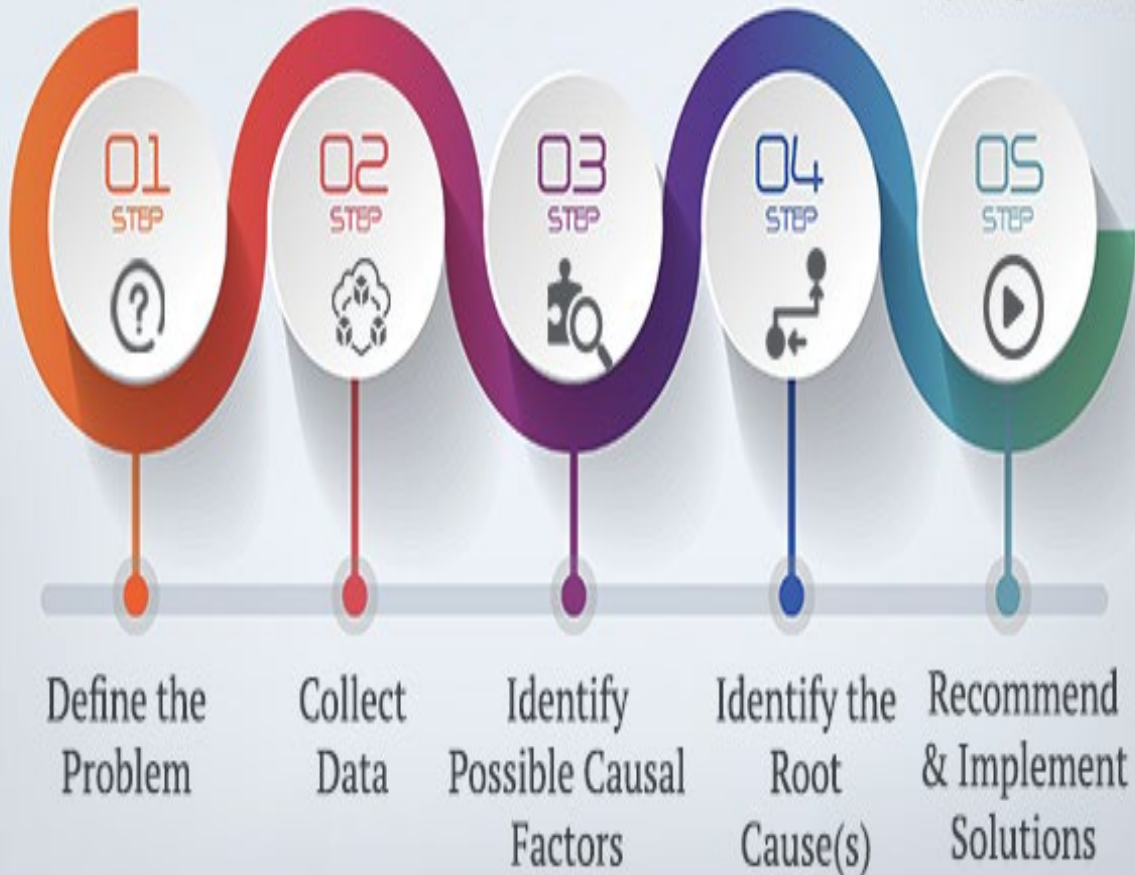 01
STEP
02
STEP
03
STEP
04
STEP
05
STEP
?
Define the
Problem
Collect
Data
Identify
Possible Causal
Factors
Identify the
Root
Cause(s)
Recommend
& Implement
Solutions